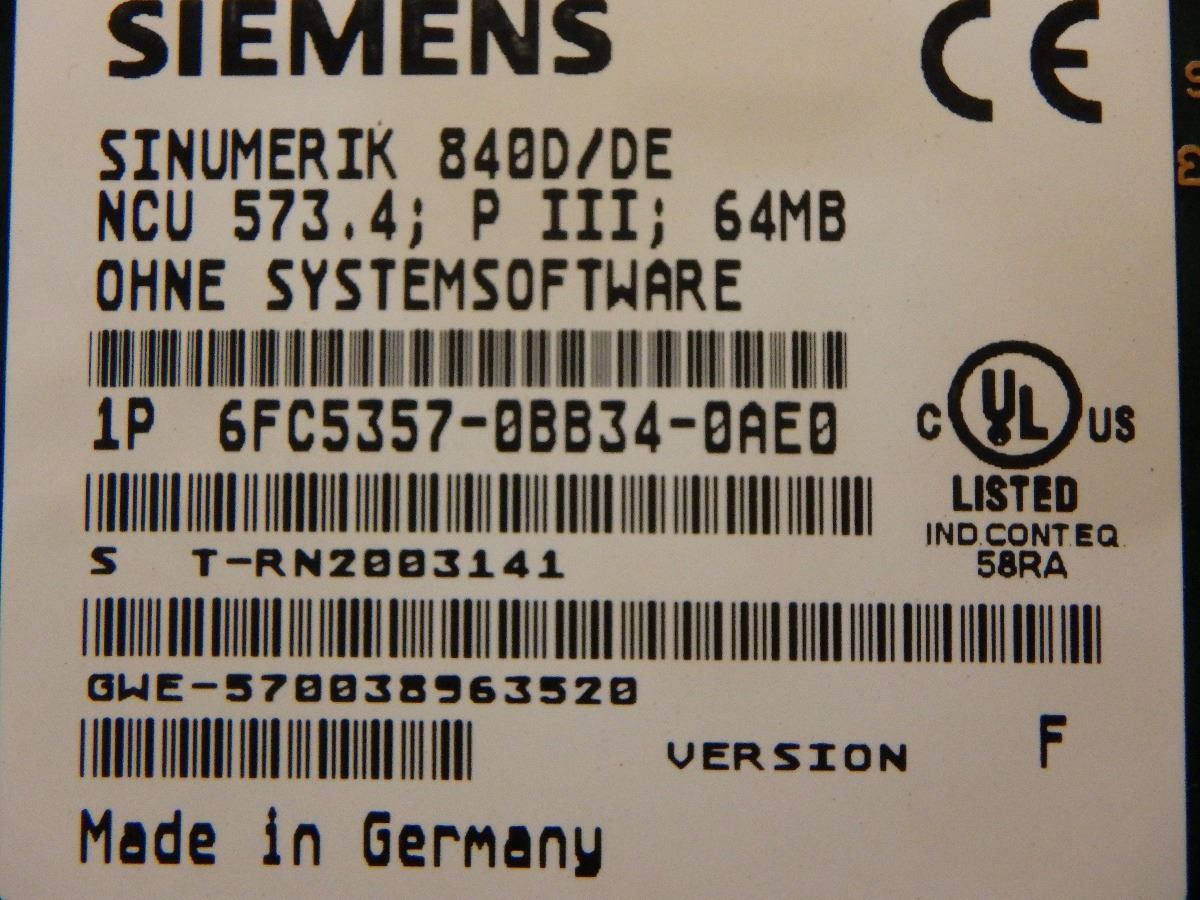 SIEMENS
CE
SINUMERIK 840D/DE
NCU 573.4; P III; 64MB
OHNE SYSTEMSOFTWARE
1P 6FC5357-0BB34-0AE0
C UL US
LISTED
IND.CONT.EQ.
58RA
S T-RN2003141
GWE-570038963520
VERSION F
Made in Germany